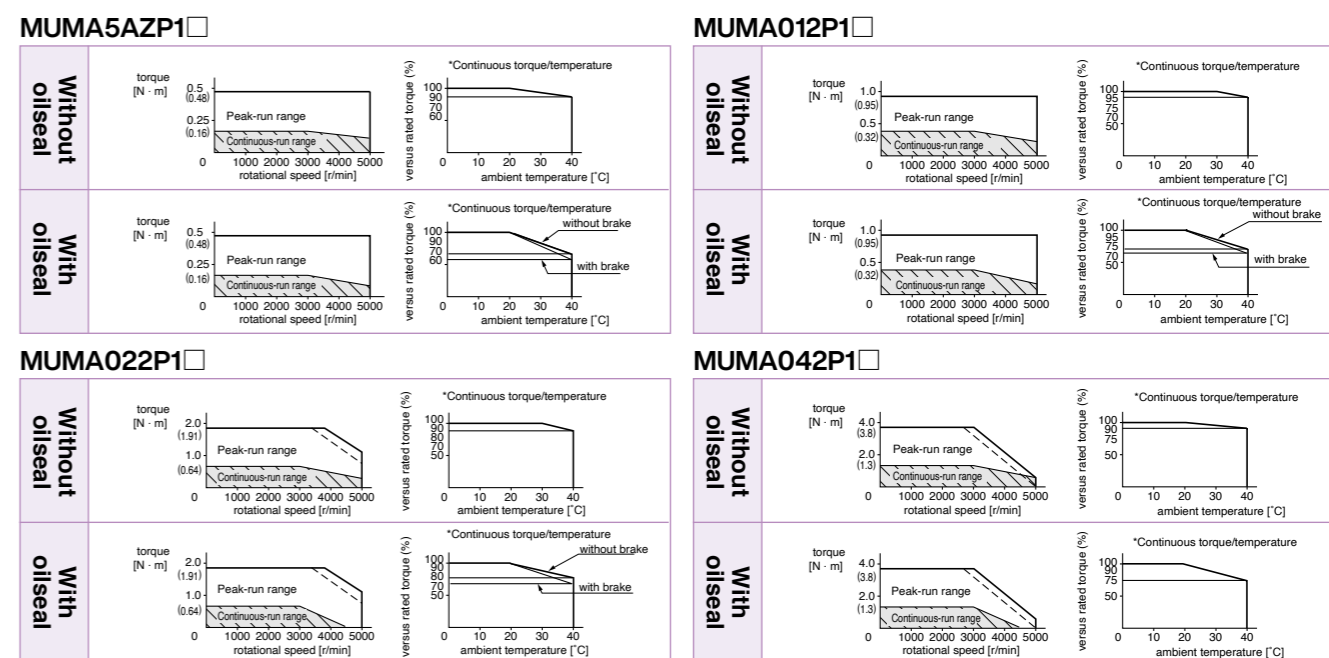 MUMA5AZP1□
Without
oilseal
torque
[N · m]
0.5
(0.48)
0.25
(0.16)
0
Peak-run range
Continuous-run range
1000 2000 3000 4000 5000
rotational speed [r/min]
*Continuous torque/temperature
versus rated torque (%)
100
90
70
60
0 10 20 30 40
ambient temperature [˚C]
With
oilseal
torque
[N · m]
0.5
(0.48)
0.25
(0.16)
0
Peak-run range
Continuous-run range
1000 2000 3000 4000 5000
rotational speed [r/min]
*Continuous torque/temperature
without brake
with brake
versus rated torque (%)
100
90
70
60
0 10 20 30 40
ambient temperature [˚C]
MUMA012P1□
Without
oilseal
torque
[N · m]
1.0
(0.95)
0.5
(0.32)
0
Peak-run range
Continuous-run range
1000 2000 3000 4000 5000
rotational speed [r/min]
*Continuous torque/temperature
versus rated torque (%)
100
95
75
70
50
0 10 20 30 40
ambient temperature [˚C]
With
oilseal
torque
[N · m]
1.0
(0.95)
0.5
(0.32)
0
Peak-run range
Continuous-run range
1000 2000 3000 4000 5000
rotational speed [r/min]
*Continuous torque/temperature
without brake
with brake
versus rated torque (%)
100
95
75
70
50
0 10 20 30 40
ambient temperature [˚C]
MUMA022P1□
Without
oilseal
torque
[N · m]
2.0
(1.91)
1.0
(0.64)
0
Peak-run range
Continuous-run range
1000 2000 3000 4000 5000
rotational speed [r/min]
*Continuous torque/temperature
versus rated torque (%)
100
90
80
70
50
0 10 20 30 40
ambient temperature [˚C]
With
oilseal
torque
[N · m]
2.0
(1.91)
1.0
(0.64)
0
Peak-run range
Continuous-run range
1000 2000 3000 4000 5000
rotational speed [r/min]
*Continuous torque/temperature
without brake
with brake
versus rated torque (%)
100
90
80
70
50
0 10 20 30 40
ambient temperature [˚C]
MUMA042P1□
Without
oilseal
torque
[N · m]
4.0
(3.8)
2.0
(1.3)
0
Peak-run range
Continuous-run range
1000 2000 3000 4000 5000
rotational speed [r/min]
*Continuous torque/temperature
versus rated torque (%)
100
90
75
50
0 10 20 30 40
ambient temperature [˚C]
With
oilseal
torque
[N · m]
4.0
(3.8)
2.0
(1.3)
0
Peak-run range
Continuous-run range
1000 2000 3000 4000 5000
rotational speed [r/min]
*Continuous torque/temperature
versus rated torque (%)
100
90
75
50
0 10 20 30 40
ambient temperature [˚C]